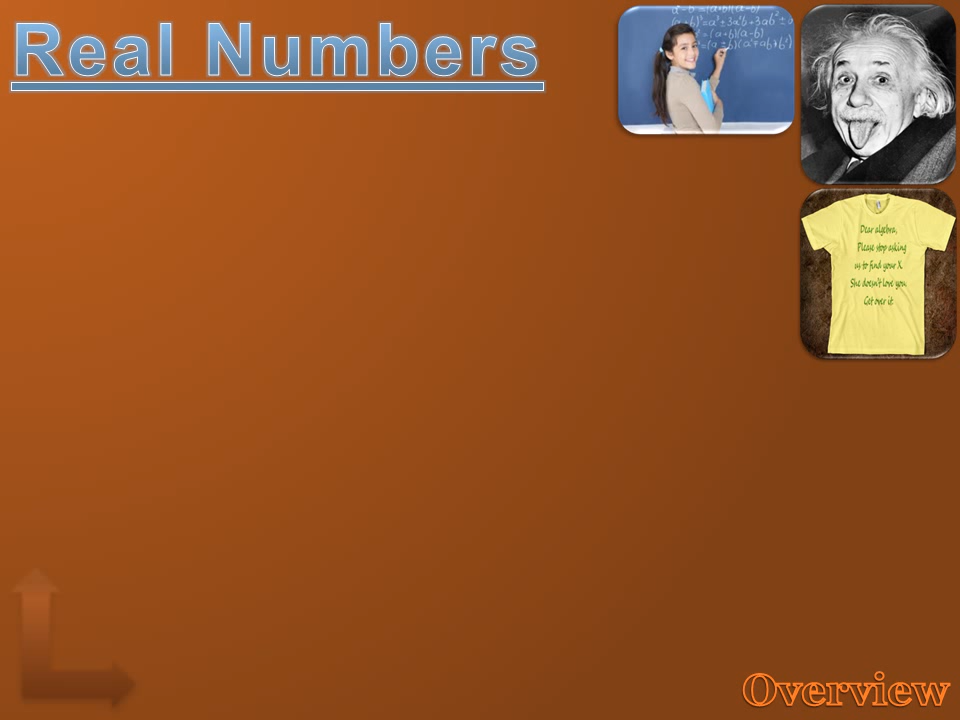 Real Numbers
Dear algebra,
Please stop asking
us to find your X.
She doesn't love you.
Get over it.
Overview